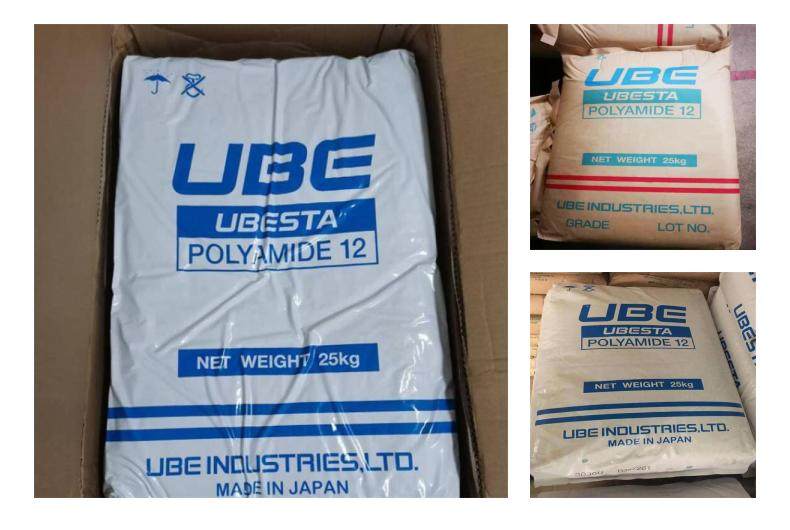 UBE
UBESTA
POLYAMIDE 12
NET WEIGHT 25kg
UBE INDUSTRIES,LTD.
MADE IN JAPAN
UBE
UBESTA
POLYAMIDE 12
NET WEIGHT 25kg
UBE INDUSTRIES,LTD.
GRADE LOT NO.
UBE
UBESTA
POLYAMIDE 12
NET WEIGHT 25kg
UBE INDUSTRIES,LTD.
MADE IN JAPAN
UBEST
UBESTA